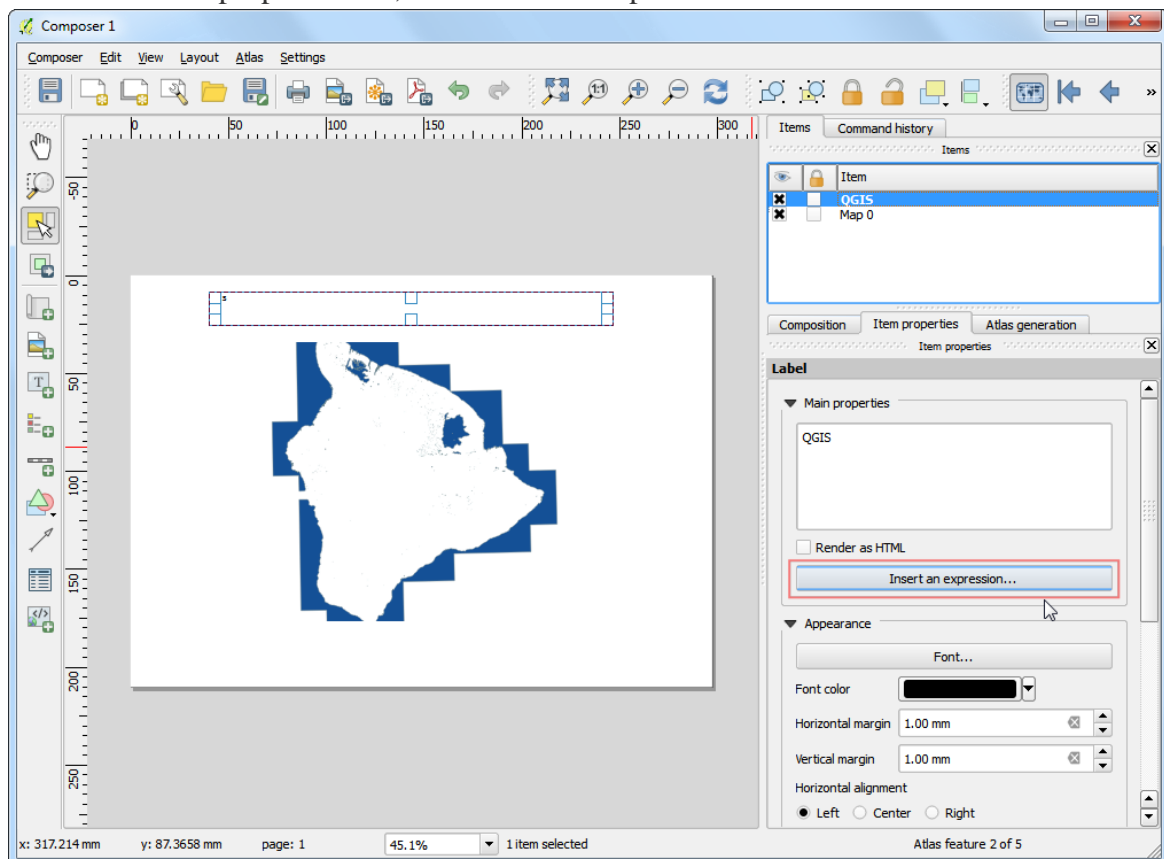 Composer 1
Composer Edit View Layout Atlas Settings
1:1
»
0 50 100 150 200 250 300
-50
0
50
100
150
200
250
s
T
</>
Items Command history
Items
Item
QGIS
Map 0
Composition Item properties Atlas generation
Item properties
Label
Main properties
QGIS
Render as HTML
Insert an expression...
Appearance
Font...
Font color
Horizontal margin 1.00 mm
Vertical margin 1.00 mm
Horizontal alignment
Left Center Right
x: 317.214 mm y: 87.3658 mm page: 1 45.1% 1 item selected Atlas feature 2 of 5